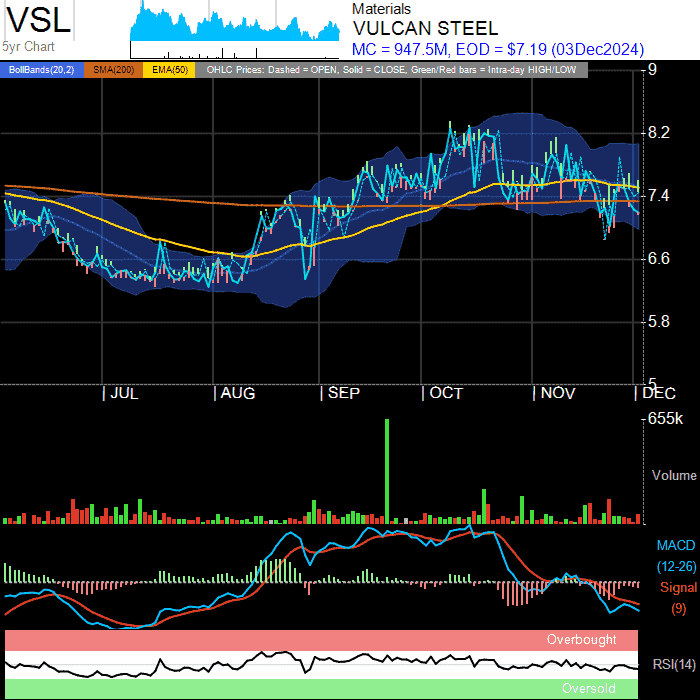 VSL
5yr Chart
Materials
VULCAN STEEL
MC = 947.5M, EOD = $7.19 (03Dec2024)
BollBands(20,2) SMA(200) EMA(50) OHLC Prices: Dashed = OPEN, Solid = CLOSE, Green/Red bars = Intra-day HIGH/LOW
9
8.2
7.4
6.6
5.8
5
JUL AUG SEP OCT NOV DEC
655k
Volume
MACD
(12-26)
Signal
(9)
Overbought
RSI(14)
Oversold